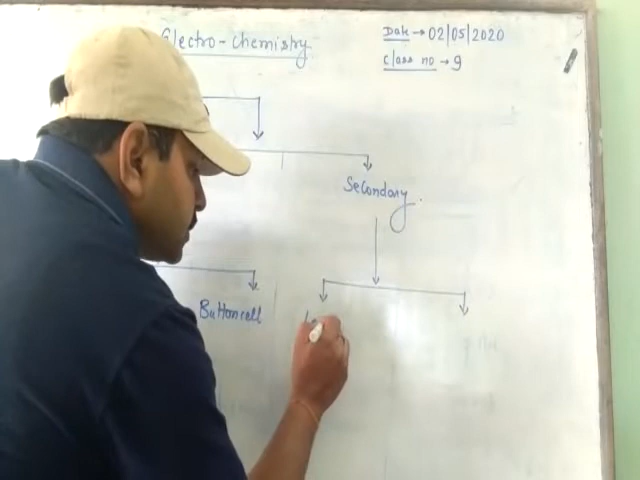 Electro-chemistry
Date → 02/05/2020
Class no → 9
Secondary
Button cell